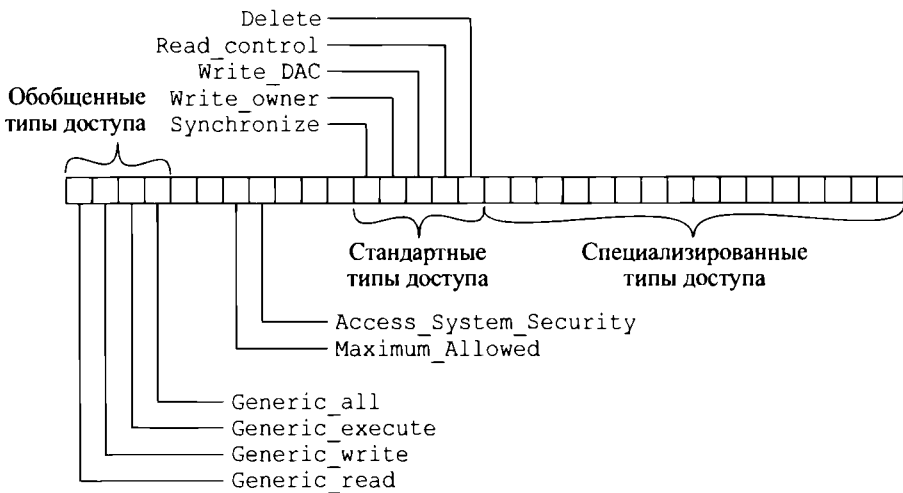 Delete
Read_control
Write_DAC
Write_owner
Synchronize
Обобщенные
типы доступа
Стандартные
типы доступа
Специализированные
типы доступа
Access_System_Security
Maximum_Allowed
Generic_all
Generic_execute
Generic_write
Generic_read